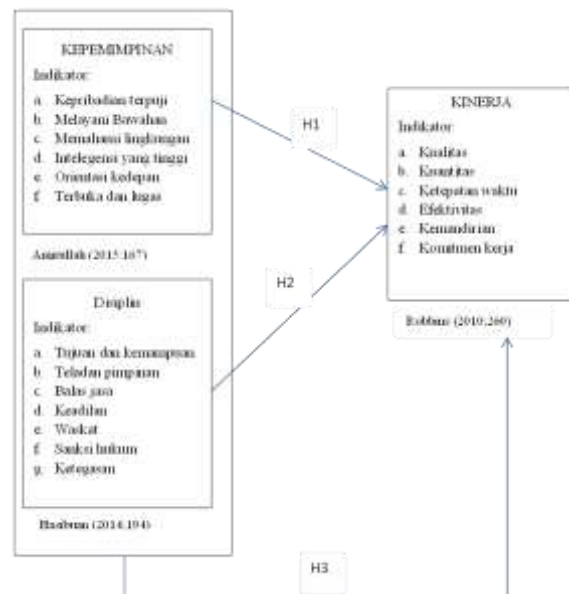 KEPEMIMPINAN
Indikator:
a. Kepribadian terpuji
b. Melayani Bawahan
c. Memahami lingkungan
d. Intelegensi yang tinggi
e. Orientasi kedepan
f. Terbuka dan lugas
(2015:167)
Disiplin
Indikator:
a. Tujuan dan kemampuan
b. Teladan pimpinan
c. Balas jasa
d. Keadilan
e. Waskat
f. Sanksi hukum
g. Ketegasan
Hasibuan (2014:194)
H1
H2
H3
KINERJA
Indikator:
a. Kualitas
b. Kuantitas
c. Ketepatan waktu
d. Efektivitas
e. Kemandirian
f. Komitmen kerja
Robbins (2010:260)